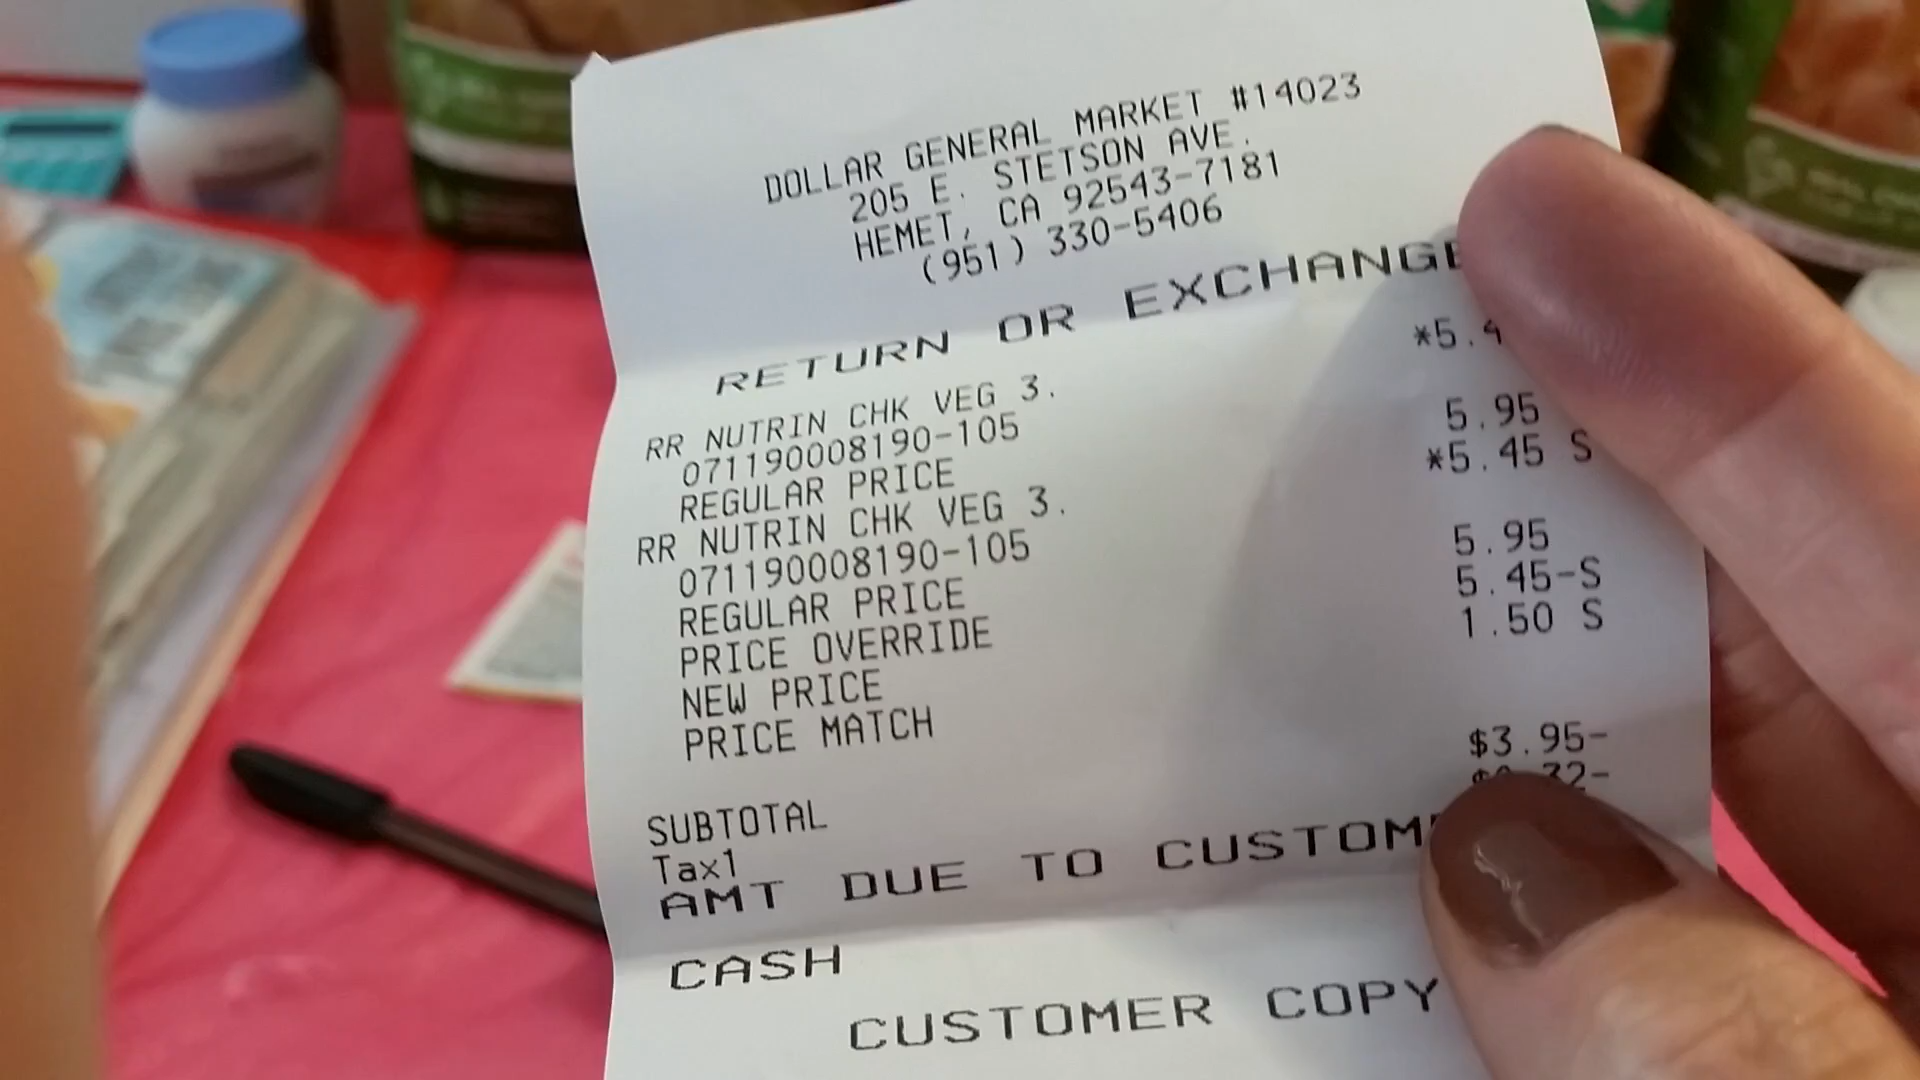 DOLLAR GENERAL MARKET #14023
205 E. STETSON AVE.
HEMET, CA 92543-7181
(951) 330-5406
RETURN OR EXCHANGE
RR NUTRIN CHK VEG 3. *5.4
071190008190-105
REGULAR PRICE 5.95
RR NUTRIN CHK VEG 3. *5.45 S
071190008190-105
REGULAR PRICE 5.95
PRICE OVERRIDE 5.45-S
NEW PRICE 1.50 S
PRICE MATCH
SUBTOTAL $3.95-
Tax1
AMT DUE TO
CASH
CUSTOMER COPY